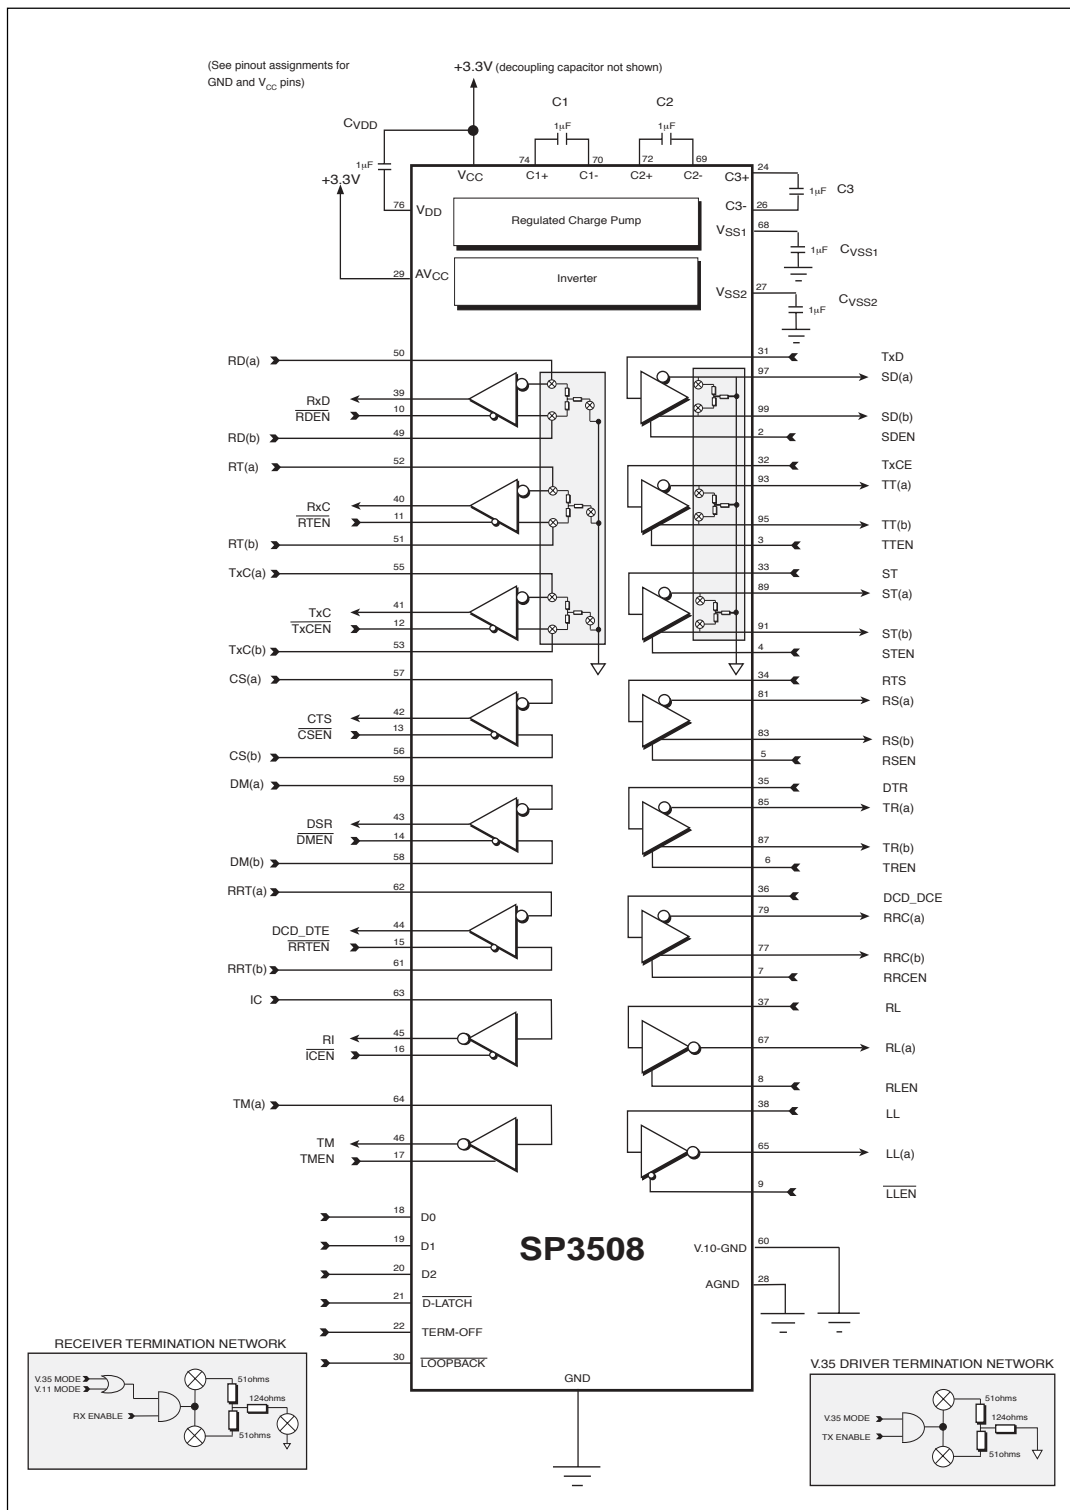 (See pinout assignments for
GND and VCC pins)
+3.3V (decoupling capacitor not shown)
C1
C2
CVDD
1µF
1µF
1µF
+3.3V
74
70
72
69
VCC
C1+
C1-
C2+
C2-
24
C3+
1µF
C3
C3-
26
76
VDD
Regulated Charge Pump
VSS1
68
1µF
CVSS1
29
AVCC
Inverter
VSS2
27
1µF
CVSS2
RD(a)
50
RxD
39
RDEN
10
RD(b)
49
RT(a)
52
RxC
40
RTEN
11
RT(b)
51
TxC(a)
55
TxC
41
TxCEN
12
TxC(b)
53
CS(a)
57
CTS
42
CSEN
13
CS(b)
56
DM(a)
59
DSR
43
DMEN
14
DM(b)
58
RRT(a)
62
DCD_DTE
44
RRTEN
15
RRT(b)
61
IC
63
RI
45
ICEN
16
TM(a)
64
TM
46
TMEN
17
31
TxD
97
SD(a)
99
SD(b)
2
SDEN
32
TxCE
93
TT(a)
95
TT(b)
3
TTEN
33
ST
89
ST(a)
91
ST(b)
4
STEN
34
RTS
81
RS(a)
83
RS(b)
5
RSEN
35
DTR
85
TR(a)
87
TR(b)
6
TREN
36
DCD_DCE
79
RRC(a)
77
RRC(b)
7
RRCEN
37
RL
67
RL(a)
8
RLEN
38
LL
65
LL(a)
9
LLEN
18
D0
19
D1
20
D2
21
D-LATCH
22
TERM-OFF
30
LOOPBACK
SP3508
V.10-GND
60
AGND
28
GND
RECEIVER TERMINATION NETWORK
V.35 MODE
V.11 MODE
RX ENABLE
51ohms
124ohms
51ohms
V.35 DRIVER TERMINATION NETWORK
V.35 MODE
TX ENABLE
51ohms
124ohms
51ohms